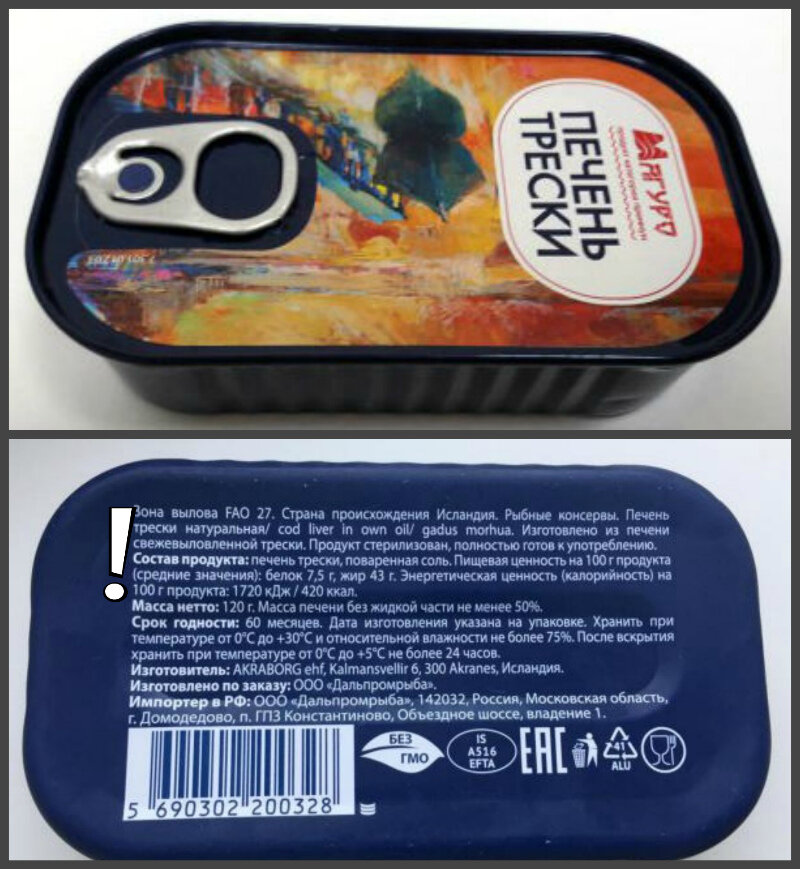 ЯГУРО
ПРОДУКТ КАТЕГОРИИ ПРЕМИУМ
ПЕЧЕНЬ
ТРЕСКИ
!
Зона вылова FAO 27. Страна происхождения Исландия. Рыбные консервы. Печень
трески натуральная/ cod liver in own oil/ gadus morhua. Изготовлено из печени
свежевыловленной трески. Продукт стерилизован, полностью готов к употреблению.
Состав продукта: печень трески, поваренная соль. Пищевая ценность на 100 г продукта
(средние значения): белок 7,5 г, жир 43 г. Энергетическая ценность (калорийность) на
100 г продукта: 1720 кДж / 420 ккал.
Масса нетто: 120 г. Масса печени без жидкой части не менее 50%.
Срок годности: 60 месяцев. Дата изготовления указана на упаковке. Хранить при
температуре от 0°С до +30°С и относительной влажности не более 75%. После вскрытия
хранить при температуре от 0°С до +5°С не более 24 часов.
Изготовитель: AKRABORG ehf, Kalmansvellir 6, 300 Akranes, Исландия.
Изготовлено по заказу: ООО «Дальпромрыба».
Импортер в РФ: ООО «Дальпромрыба», 142032, Россия, Московская область,
г. Домодедово, п. ГПЗ Константиново, Объездное шоссе, владение 1.
БЕЗ
ГМО
IS
A516
EFTA
EAC
41
ALU
5 690302 200328